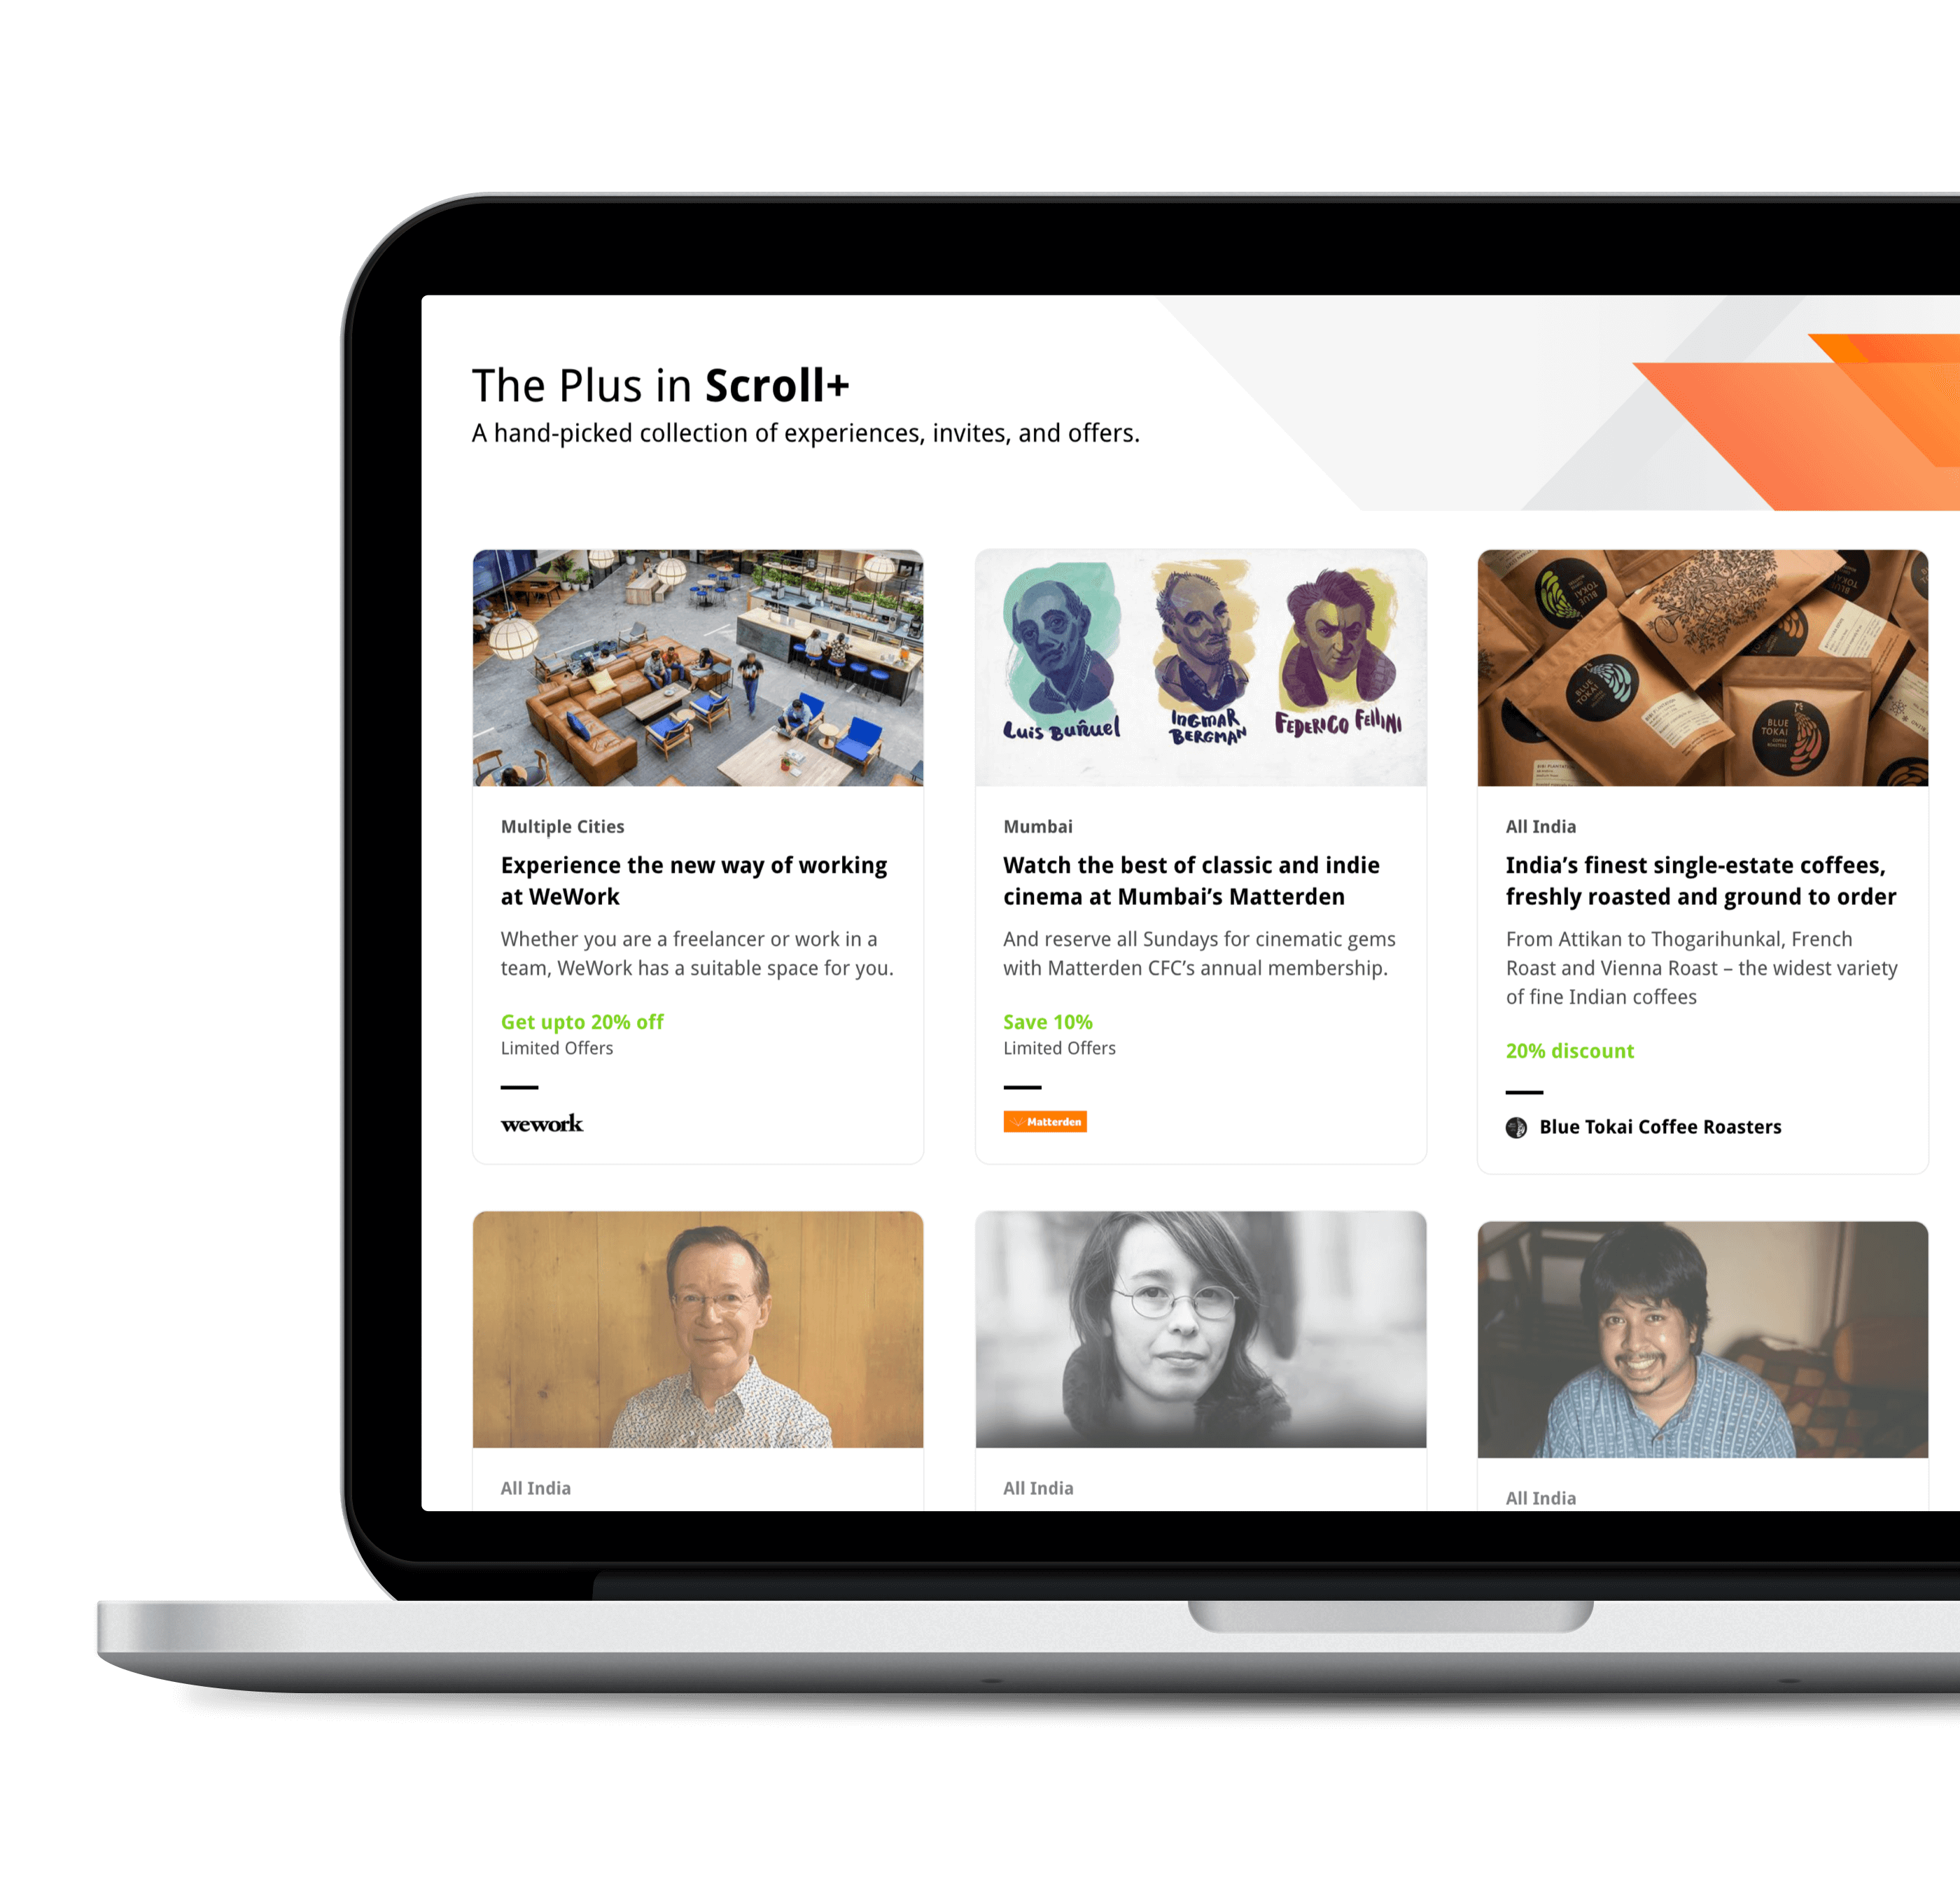 The Plus in Scroll+
A hand-picked collection of experiences, invites, and offers.
Luis Buñuel
INGMAR
BERGMAN
FEDERICO FELLINI
BLUE
TOKAI
BLUE
TOKAI
COFFEE
ROASTERS
Multiple Cities
Experience the new way of working
at WeWork
Whether you are a freelancer or work in a
team, WeWork has a suitable space for you.
Get upto 20% off
Limited Offers
wework
Mumbai
Watch the best of classic and indie
cinema at Mumbai’s Matterden
And reserve all Sundays for cinematic gems
with Matterden CFC’s annual membership.
Save 10%
Limited Offers
Matterden
All India
India’s finest single-estate coffees,
freshly roasted and ground to order
From Attikan to Thogarihunkal, French
Roast and Vienna Roast – the widest variety
of fine Indian coffees
20% discount
Blue Tokai Coffee Roasters
All India
All India
All India